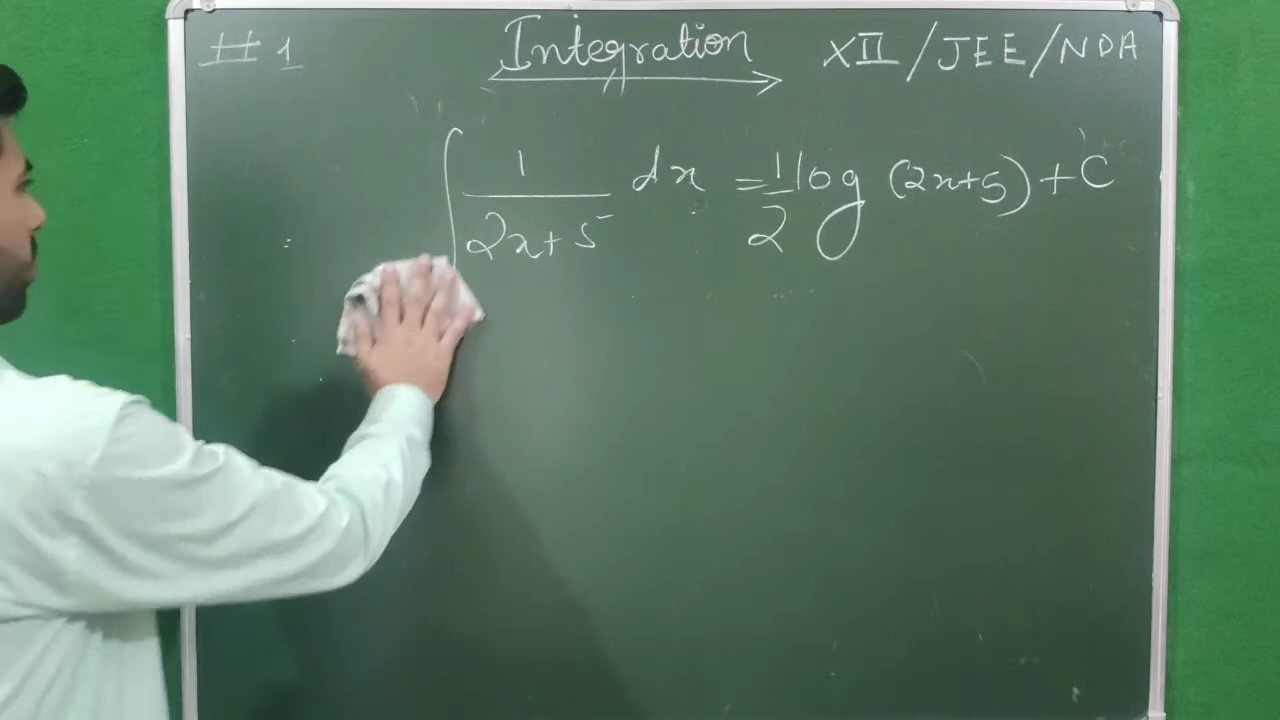 # 1 Integration XII / JEE / NDA
∫ 1/(2x+5) dx = 1/2 log (2x+5) + C